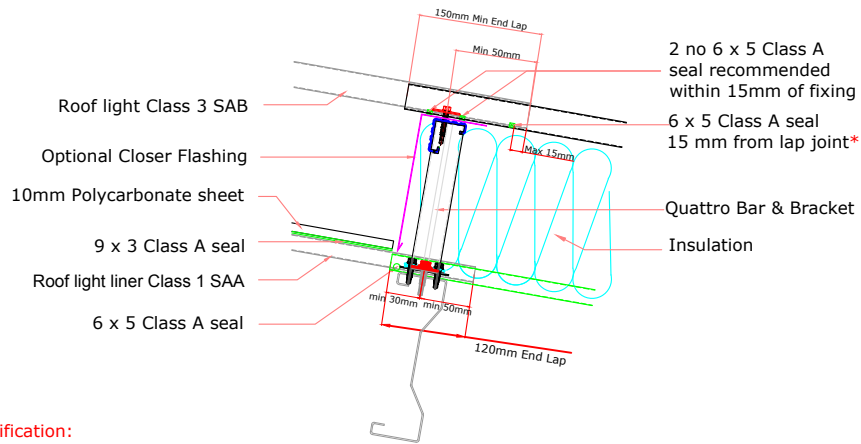 150mm Min End Lap
Min 50mm
2 no 6 x 5 Class A
seal recommended
within 15mm of fixing
Roof light Class 3 SAB
6 x 5 Class A seal
15 mm from lap joint*
Optional Closer Flashing
Max 15mm
10mm Polycarbonate sheet
Quattro Bar & Bracket
9 x 3 Class A seal
Insulation
Roof light liner Class 1 SAA
min 30mm
min 50mm
6 x 5 Class A seal
120mm End Lap
ification: